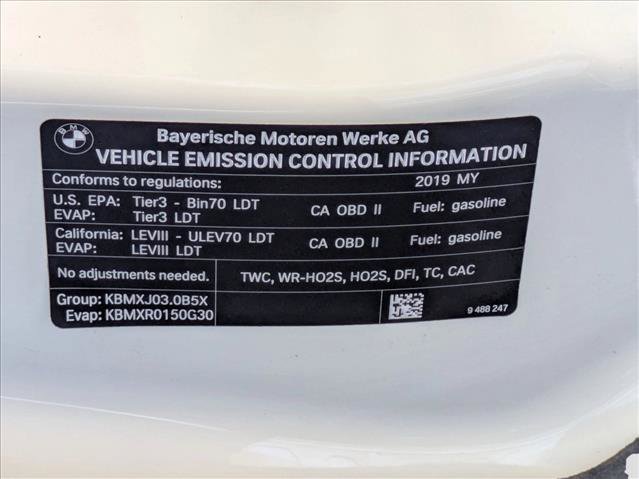 BMW
Bayerische Motoren Werke AG
VEHICLE EMISSION CONTROL INFORMATION
Conforms to regulations: 2019 MY
U.S. EPA: Tier3 - Bin70 LDT CA OBD II Fuel: gasoline
EVAP: Tier3 LDT
California: LEVIII - ULEV70 LDT CA OBD II Fuel: gasoline
EVAP: LEVIII LDT
No adjustments needed. TWC, WR-HO2S, HO2S, DFI, TC, CAC
Group: KBMXJ03.0B5X
Evap: KBMXR0150G30 9 488 247